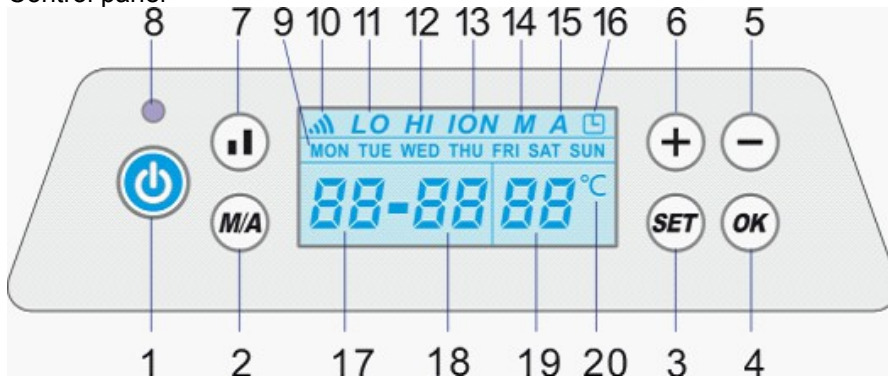 Control panel
8 7 9 10 11 12 13 14 15 16 6 5
LO HI ION M A
MON TUE WED THU FRI SAT SUN
88-88 88 °C
M/A SET OK
1 2 17 18 19 20 3 4